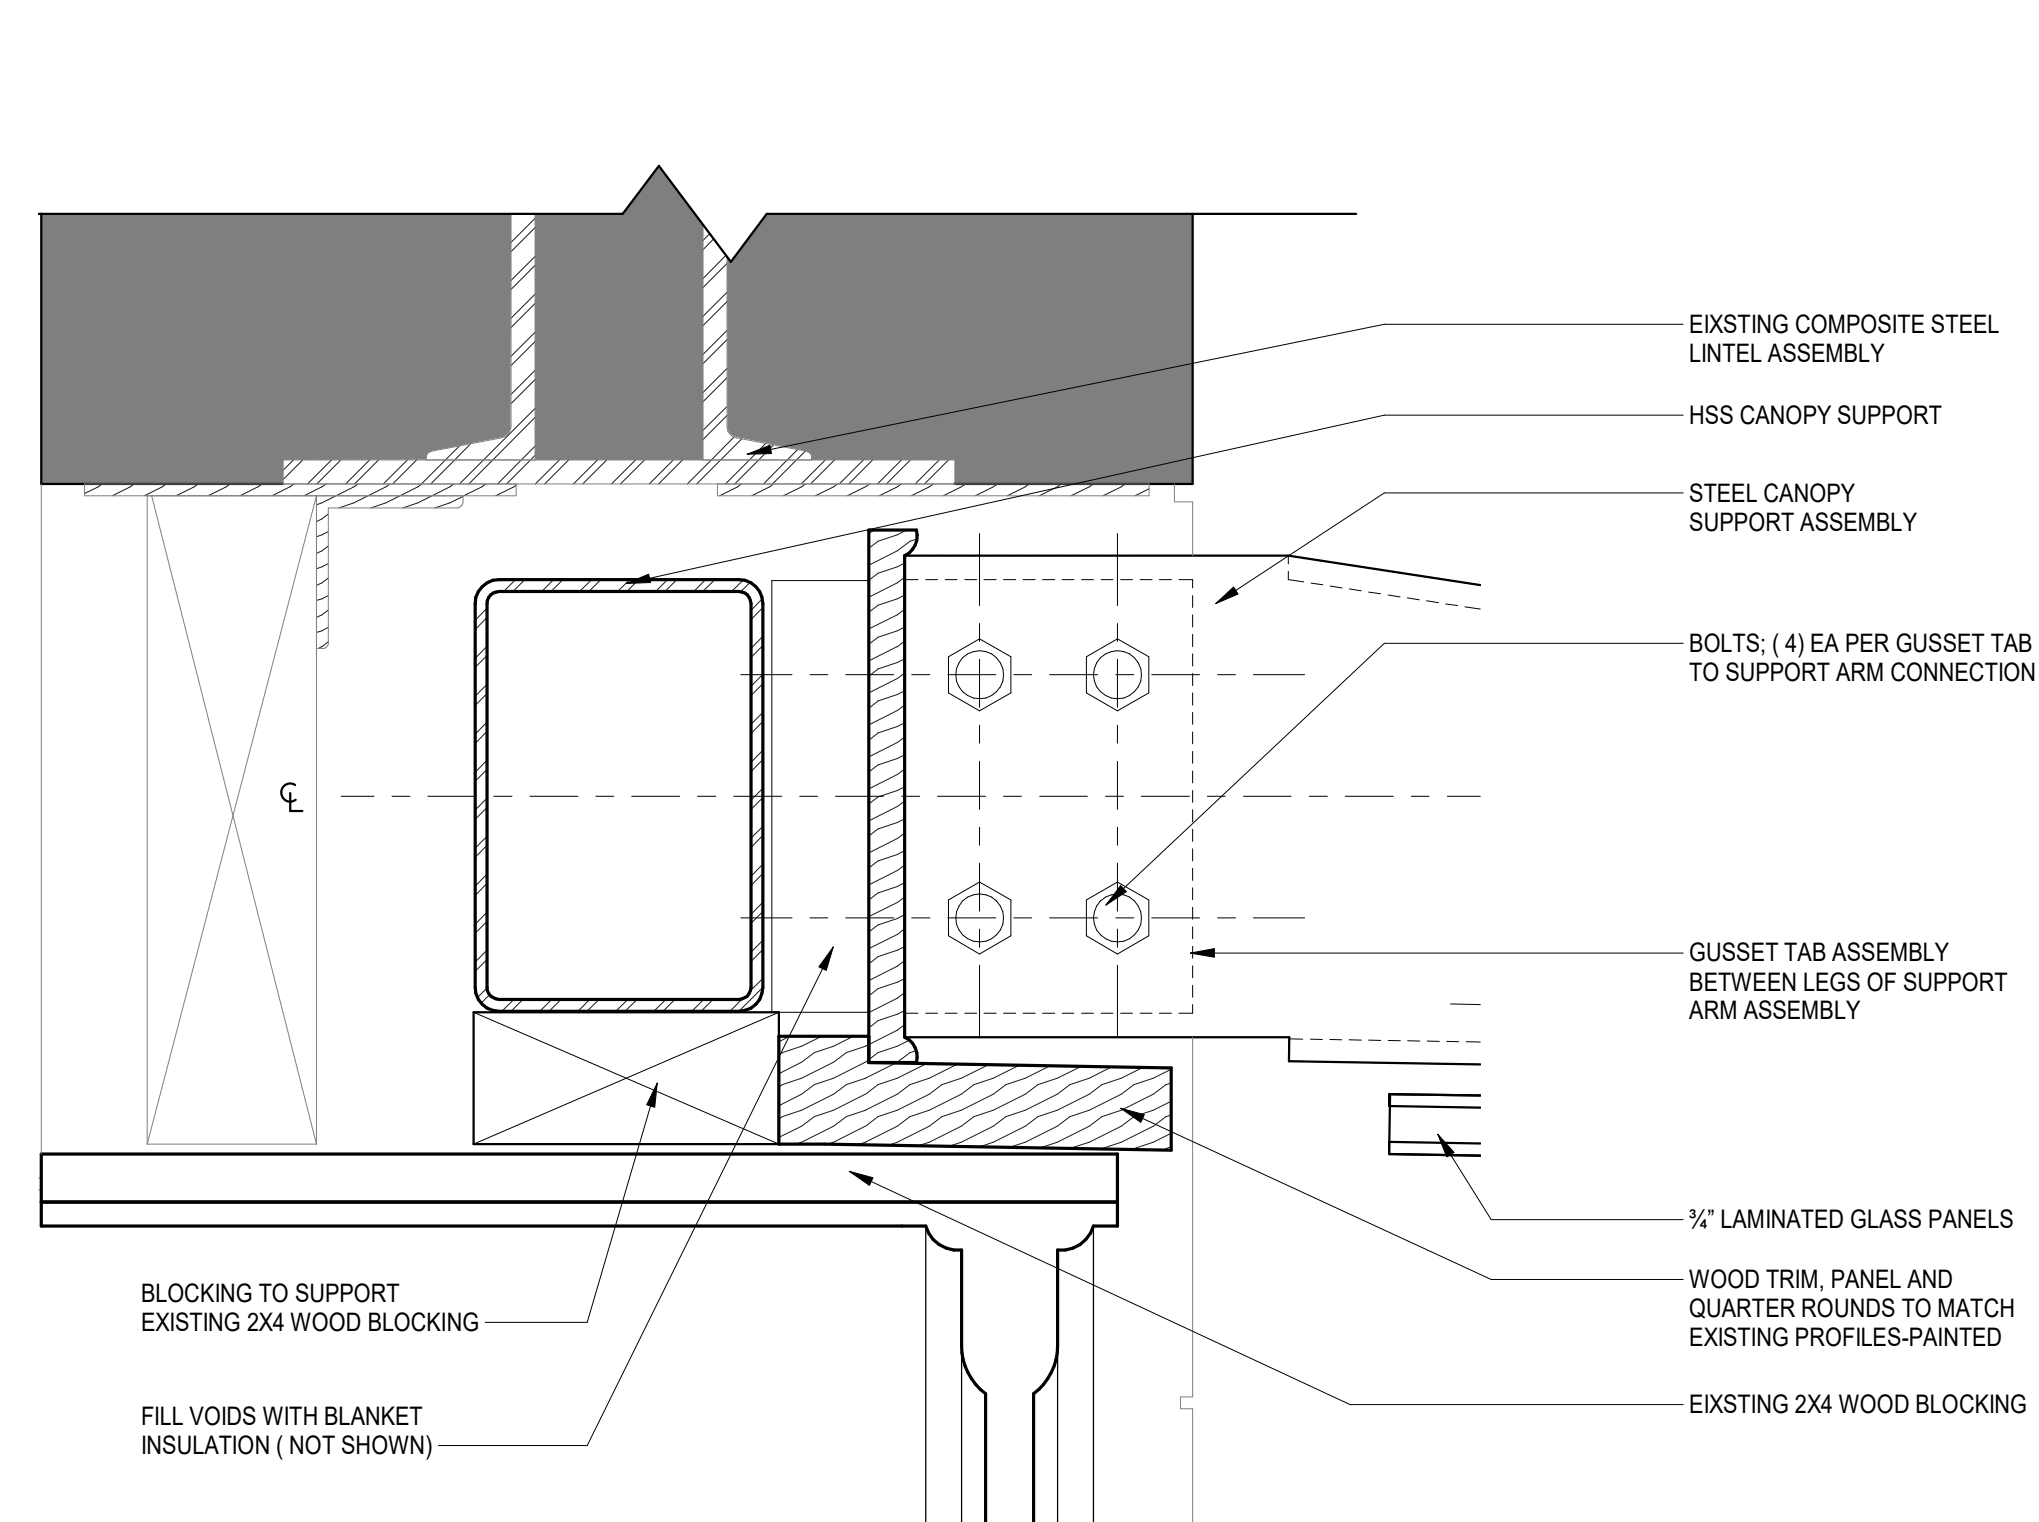 EIXSTING COMPOSITE STEEL
LINTEL ASSEMBLY
HSS CANOPY SUPPORT
STEEL CANOPY
SUPPORT ASSEMBLY
BOLTS; ( 4) EA PER GUSSET TAB
TO SUPPORT ARM CONNECTION
℄
GUSSET TAB ASSEMBLY
BETWEEN LEGS OF SUPPORT
ARM ASSEMBLY
¾” LAMINATED GLASS PANELS
WOOD TRIM, PANEL AND
QUARTER ROUNDS TO MATCH
EXISTING PROFILES-PAINTED
EIXSTING 2X4 WOOD BLOCKING
BLOCKING TO SUPPORT
EXISTING 2X4 WOOD BLOCKING
FILL VOIDS WITH BLANKET
INSULATION ( NOT SHOWN)